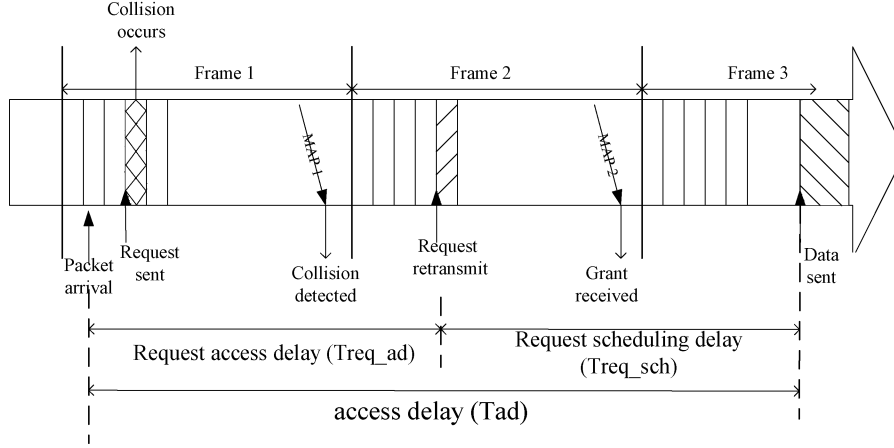 Collision
occurs
Frame 1
Frame 2
Frame 3
MAP 1
MAP 2
Packet
arrival
Request
sent
Collision
detected
Request
retransmit
Grant
received
Data
sent
Request access delay (Treq_ad)
Request scheduling delay
(Treq_sch)
access delay (Tad)